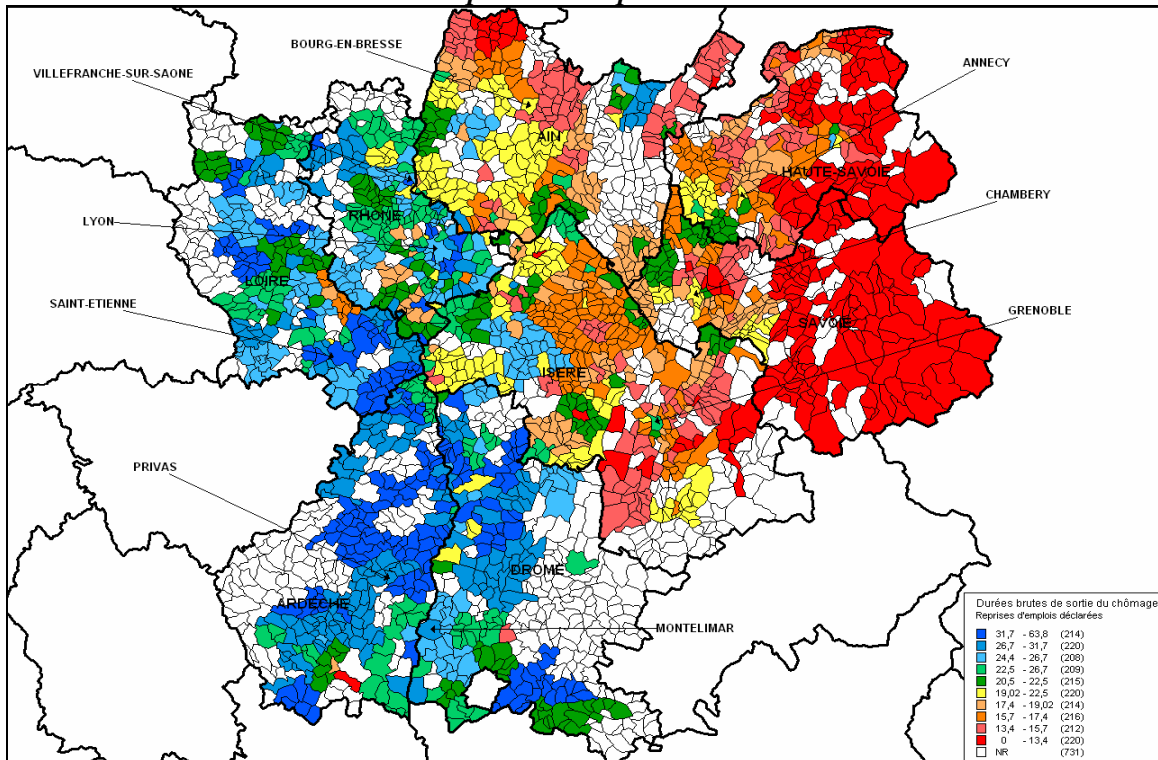 BOURG-EN-BRESSE
VILLEFRANCHE-SUR-SAONE
ANNECY
AIN
HAUTE-SAVOIE
CHAMBERY
LYON
RHONE
LOIRE
SAINT-ETIENNE
GRENOBLE
SAVOIE
ISERE
PRIVAS
DROME
ARDECHE
MONTELIMAR
Durées brutes de sortie du chômage
Reprises d'emplois déclarées
31,7 - 63,8 (214)
26,7 - 31,7 (220)
24,4 - 26,7 (208)
22,5 - 26,7 (209)
20,5 - 22,5 (215)
19,02 - 22,5 (220)
17,4 - 19,02 (214)
15,7 - 17,4 (216)
13,4 - 15,7 (212)
0 - 13,4 (220)
NR (731)